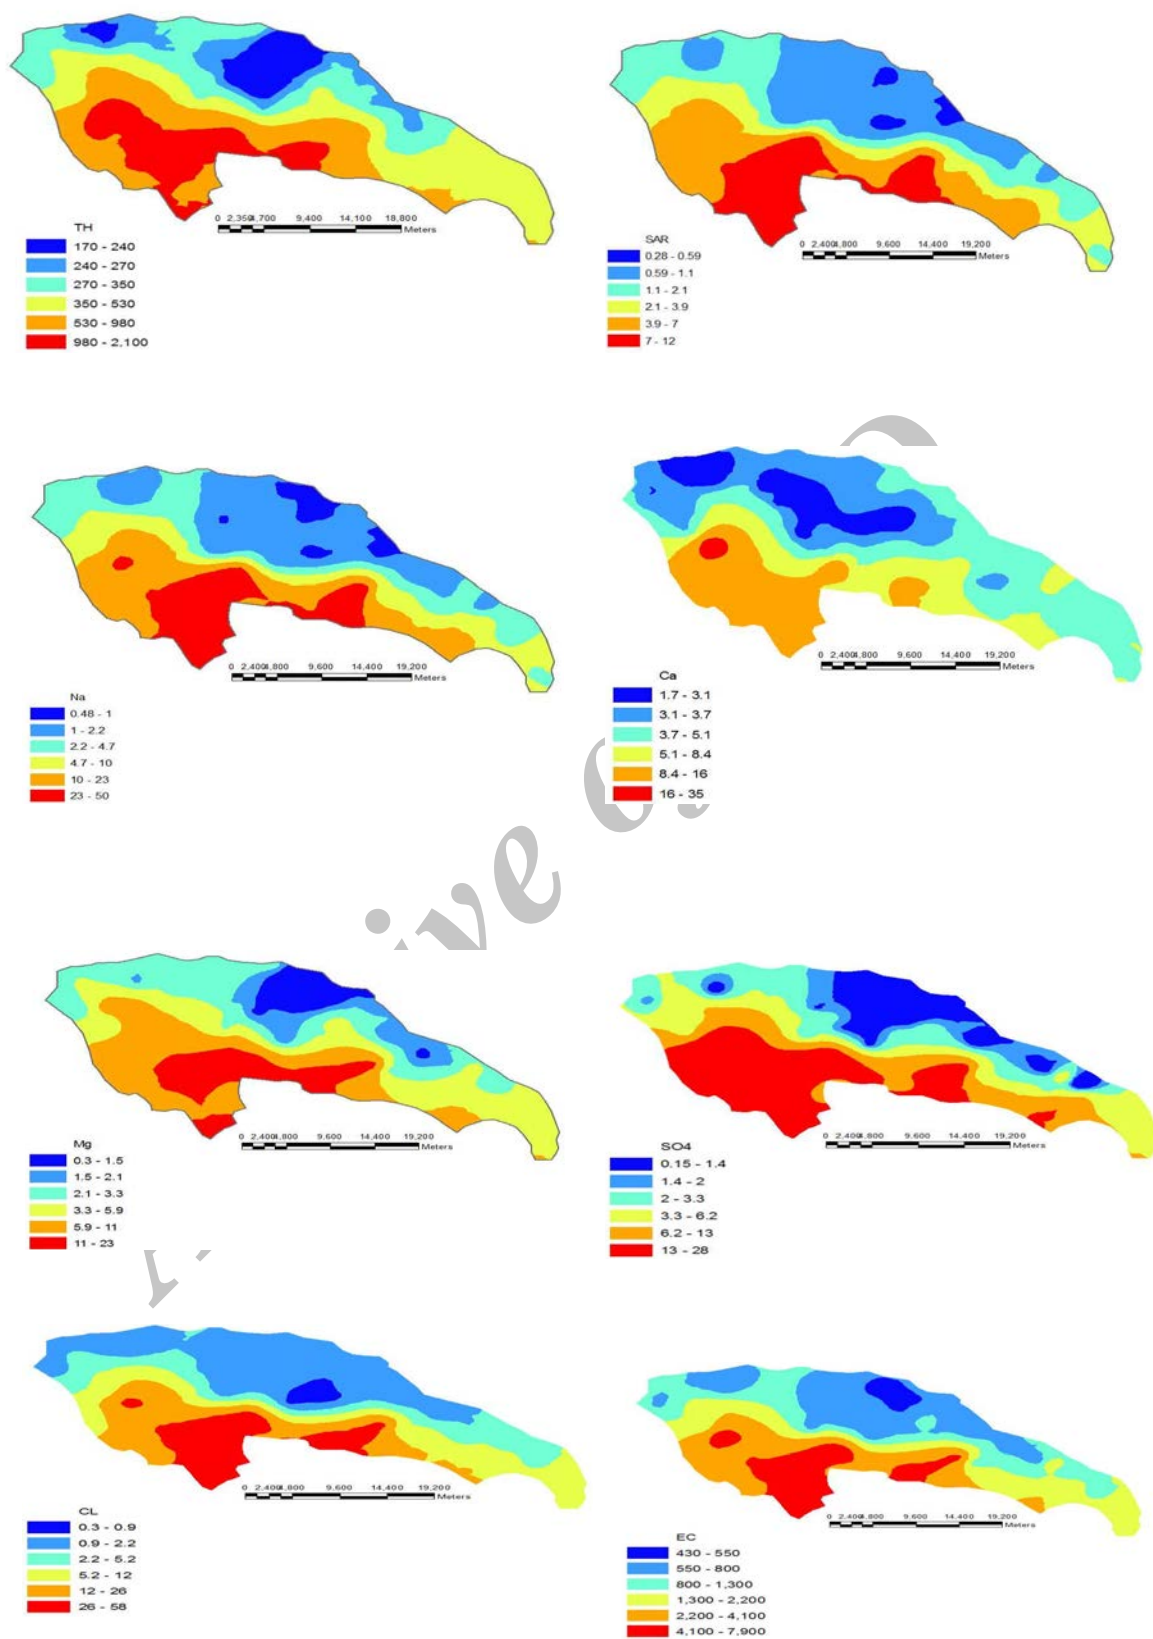 0 2,350 4,700 9,400 14,100 18,800
Meters
TH
170 - 240
240 - 270
270 - 350
350 - 530
530 - 980
980 - 2,100
0 2,400 4,800 9,600 14,400 19,200
Meters
SAR
0.28 - 0.59
0.59 - 1.1
1.1 - 2.1
2.1 - 3.9
3.9 - 7
7 - 12
0 2,400 4,800 9,600 14,400 19,200
Meters
Na
0.48 - 1
1 - 2.2
2.2 - 4.7
4.7 - 10
10 - 23
23 - 50
0 2,400 4,800 9,600 14,400 19,200
Meters
Ca
1.7 - 3.1
3.1 - 3.7
3.7 - 5.1
5.1 - 8.4
8.4 - 16
16 - 35
0 2,400 4,800 9,600 14,400 19,200
Meters
Mg
0.3 - 1.5
1.5 - 2.1
2.1 - 3.3
3.3 - 5.9
5.9 - 11
11 - 23
0 2,400 4,800 9,600 14,400 19,200
Meters
SO4
0.15 - 1.4
1.4 - 2
2 - 3.3
3.3 - 6.2
6.2 - 13
13 - 28
0 2,400 4,800 9,600 14,400 19,200
Meters
CL
0.3 - 0.9
0.9 - 2.2
2.2 - 5.2
5.2 - 12
12 - 26
26 - 58
0 2,400 4,800 9,600 14,400 19,200
Meters
EC
430 - 550
550 - 800
800 - 1,300
1,300 - 2,200
2,200 - 4,100
4,100 - 7,900